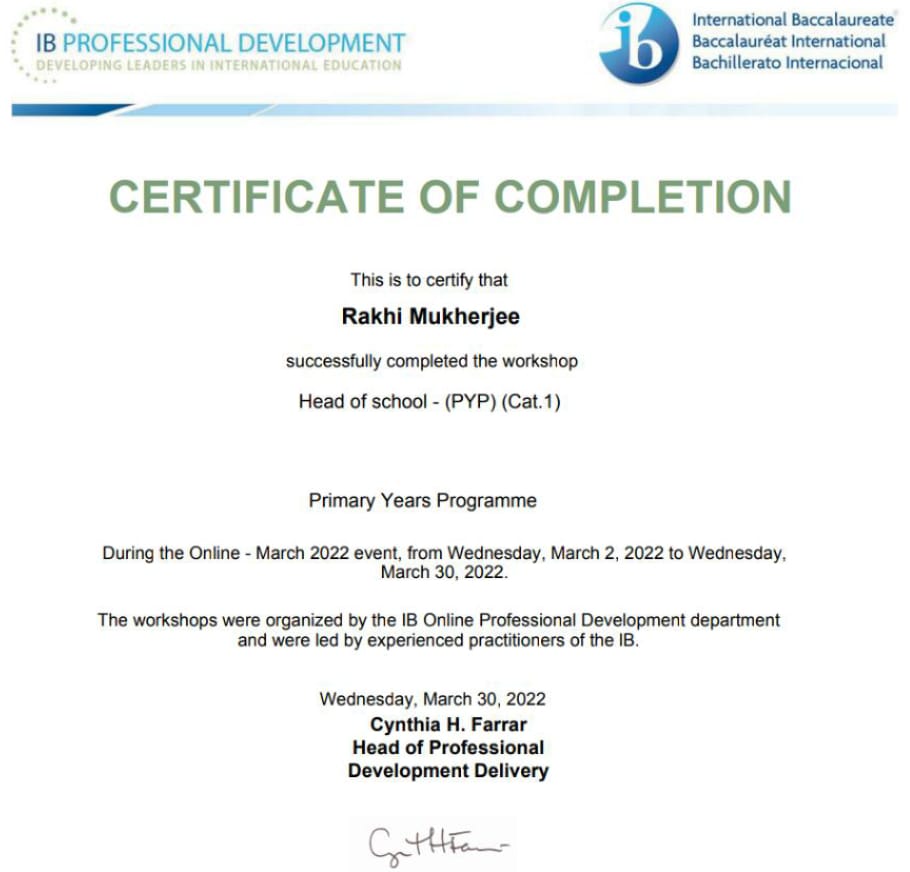 IB PROFESSIONAL DEVELOPMENT
DEVELOPING LEADERS IN INTERNATIONAL EDUCATION
ib
International Baccalaureate
Baccalauréat International
Bachillerato Internacional
CERTIFICATE OF COMPLETION
This is to certify that
Rakhi Mukherjee
successfully completed the workshop
Head of school - (PYP) (Cat.1)
Primary Years Programme
During the Online - March 2022 event, from Wednesday, March 2, 2022 to Wednesday,
March 30, 2022.
The workshops were organized by the IB Online Professional Development department
and were led by experienced practitioners of the IB.
Wednesday, March 30, 2022
Cynthia H. Farrar
Head of Professional
Development Delivery